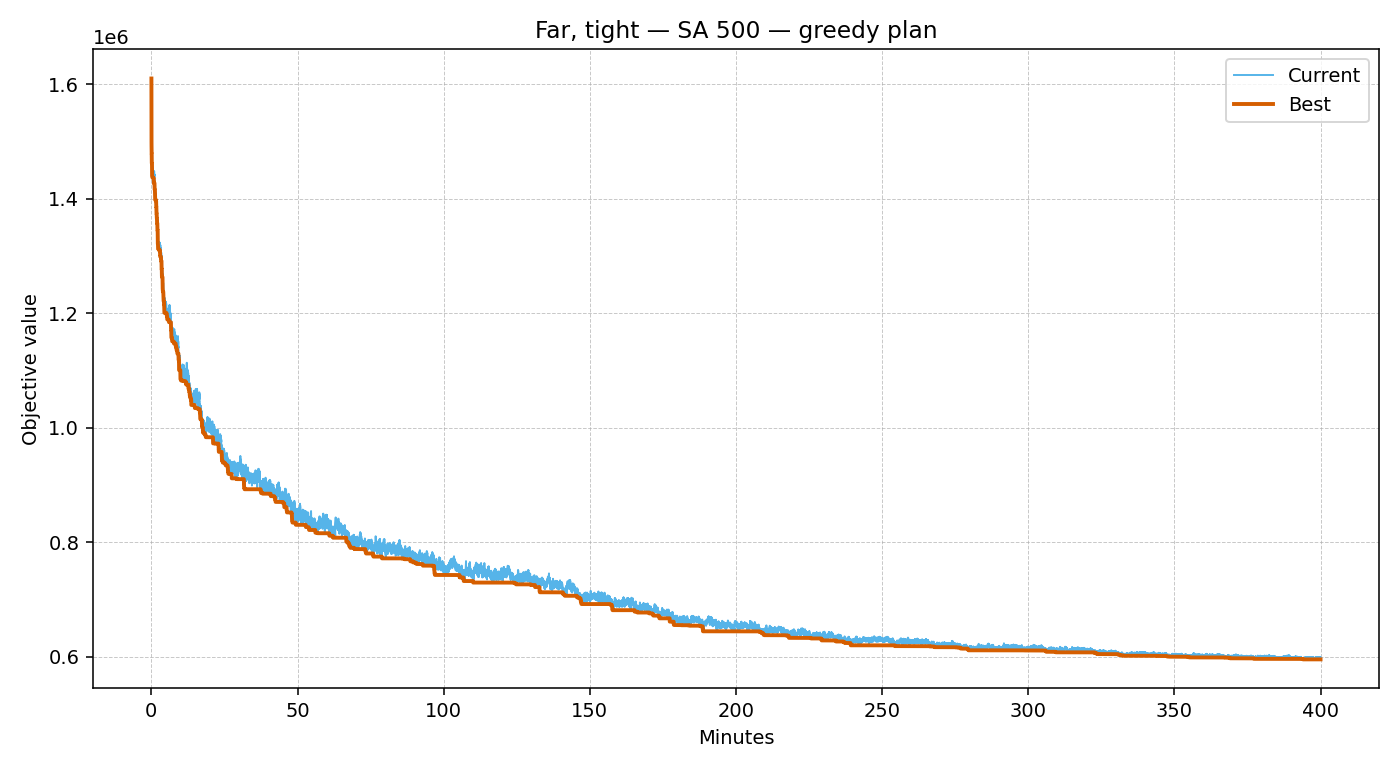 Far, tight — SA 500 — greedy plan
1e6
1.6
1.4
1.2
1.0
0.8
0.6
Objective value
Current
Best
0 50 100 150 200 250 300 350 400
Minutes